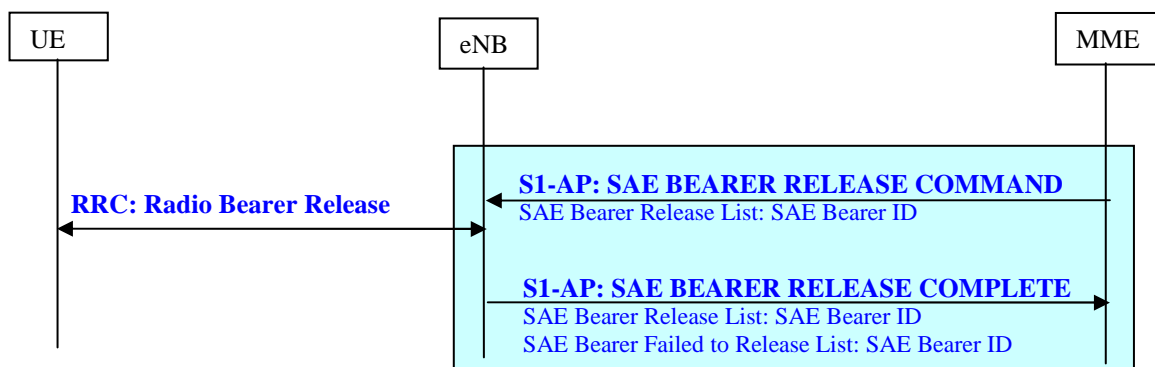 UE
eNB
MME
S1-AP: SAE BEARER RELEASE COMMAND
SAE Bearer Release List: SAE Bearer ID
RRC: Radio Bearer Release
S1-AP: SAE BEARER RELEASE COMPLETE
SAE Bearer Release List: SAE Bearer ID
SAE Bearer Failed to Release List: SAE Bearer ID